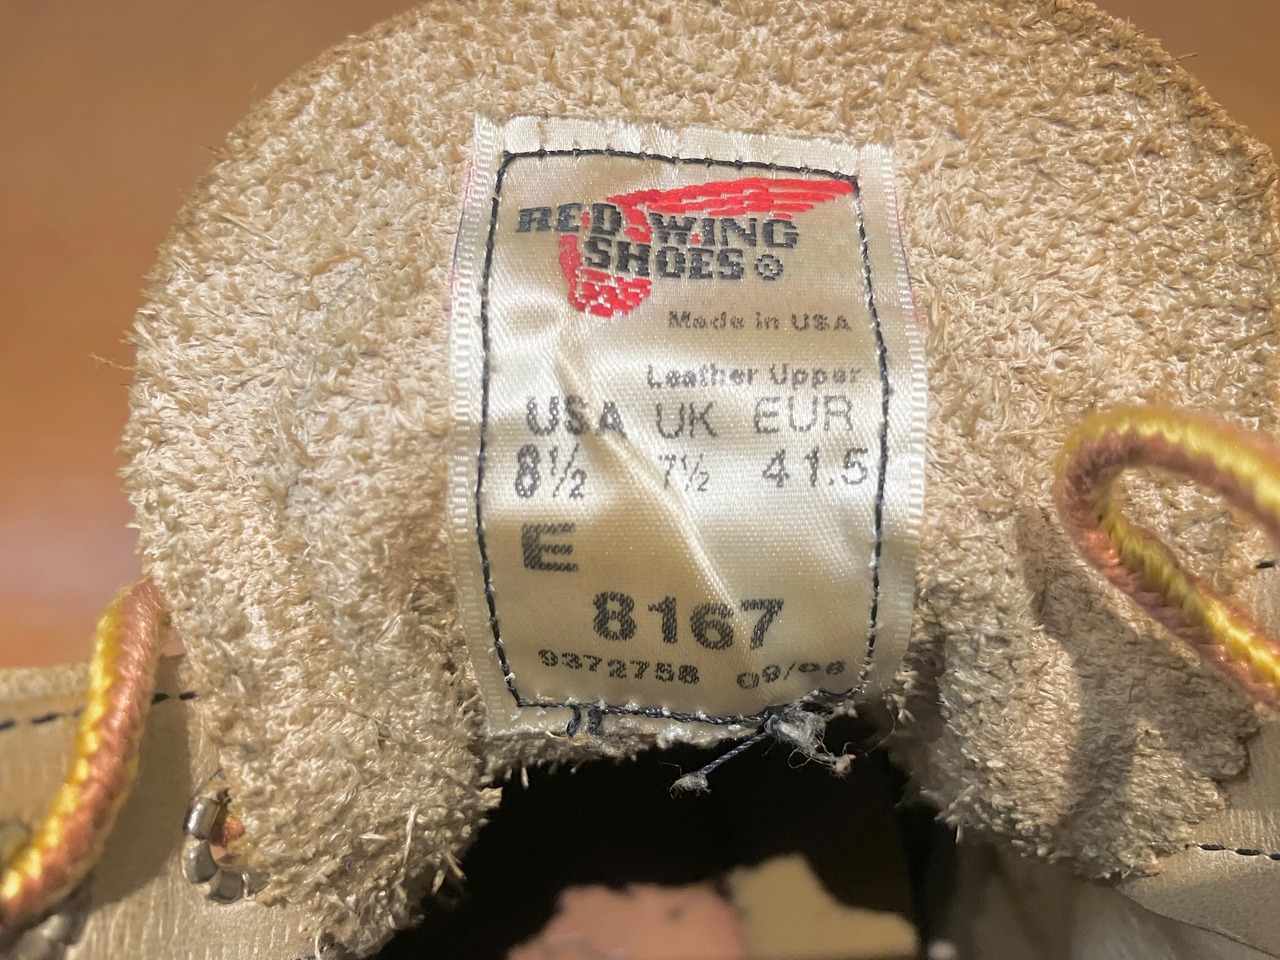 RED WING
SHOES®
Made in USA
Leather Upper
USA UK EUR
8½ 7½ 41.5
E
8167